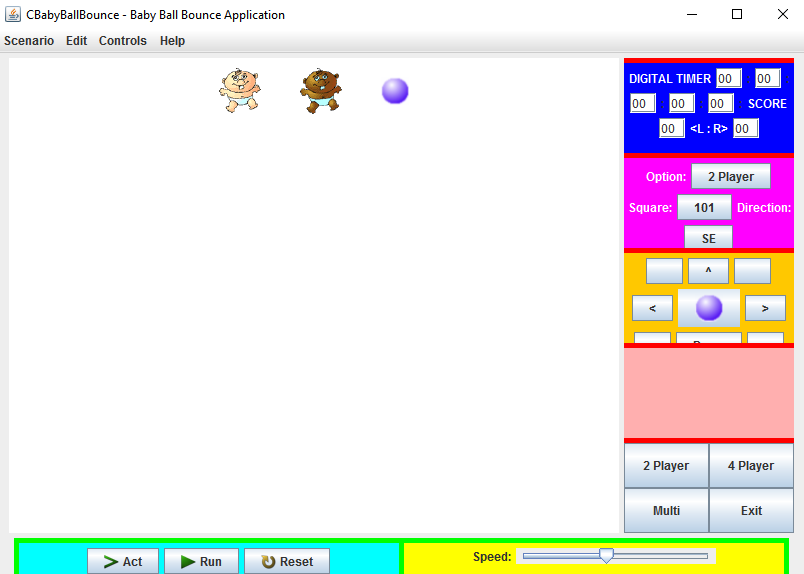 CBabyBallBounce - Baby Ball Bounce Application
Scenario Edit Controls Help
DIGITAL TIMER 00 : 00 :
00 : 00 : 00 : SCORE
00 <L : R> 00
Option: 2 Player
Square: 101 Direction:
SE
^
< >
2 Player 4 Player
Multi Exit
Act Run Reset Speed: